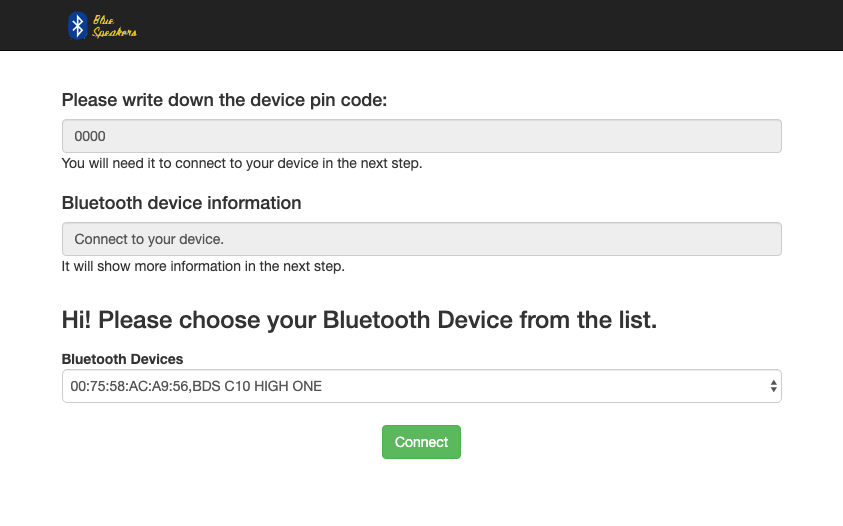 Blue
Speakers
Please write down the device pin code:
0000
You will need it to connect to your device in the next step.
Bluetooth device information
Connect to your device.
It will show more information in the next step.
Hi! Please choose your Bluetooth Device from the list.
Bluetooth Devices
00:75:58:AC:A9:56,BDS C10 HIGH ONE
Connect